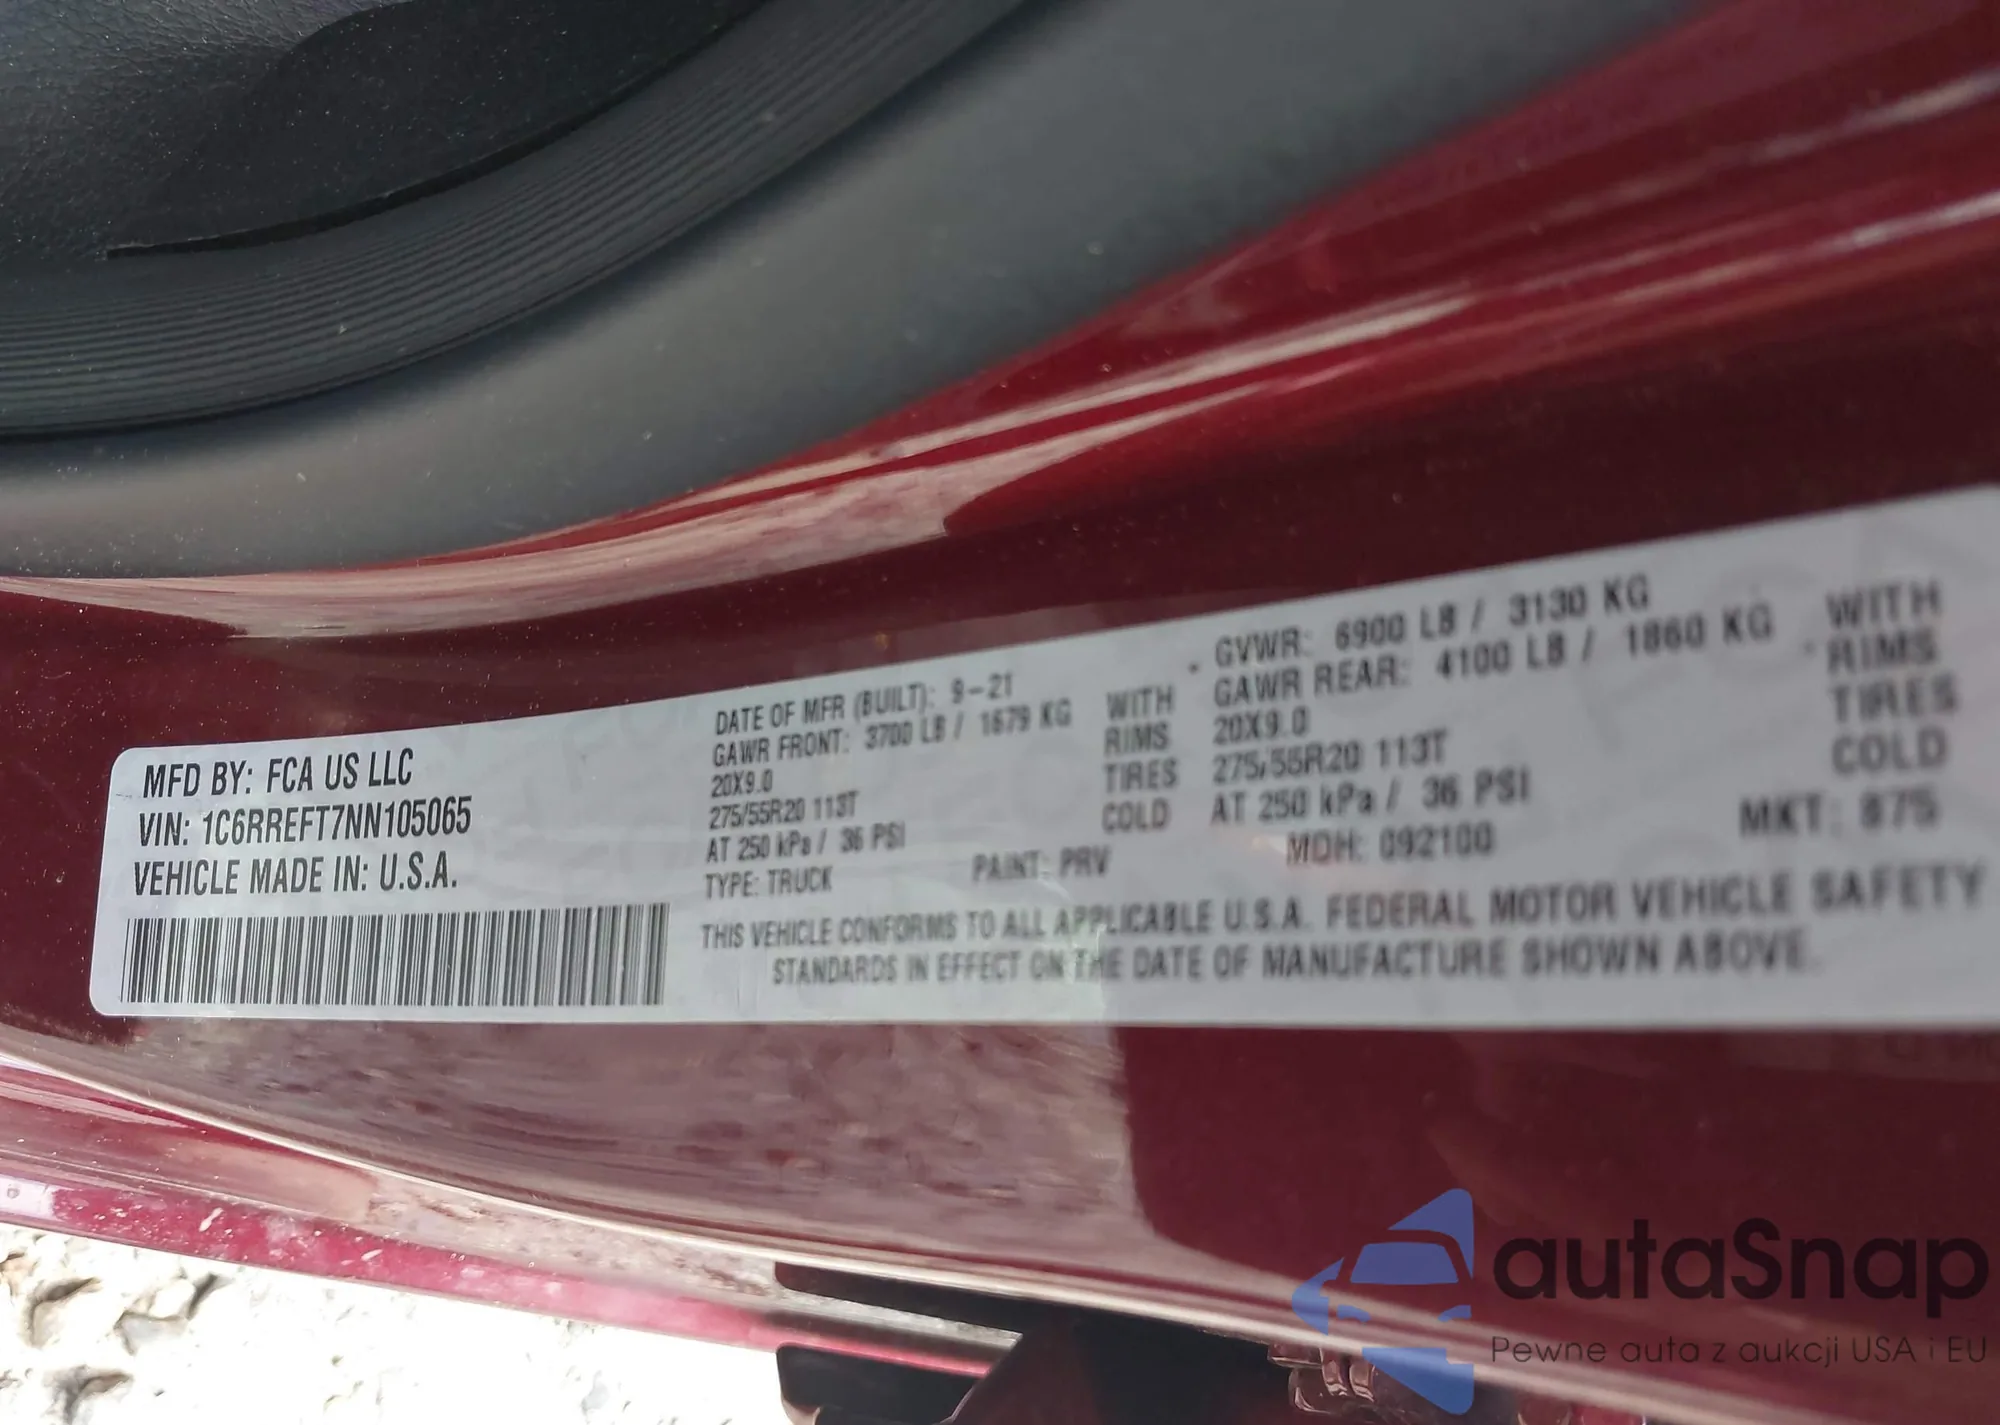 MFD BY: FCA US LLC
VIN: 1C6RREFT7NN105065
VEHICLE MADE IN: U.S.A.
DATE OF MFR (BUILT): 9-21
GAWR FRONT: 3700 LB / 1679 KG WITH
20X9.0 RIMS
275/55R20 113T TIRES
AT 250 kPa / 36 PSI COLD
TYPE: TRUCK PAINT: PRV
GVWR: 6900 LB / 3130 KG
GAWR REAR: 4100 LB / 1860 KG WITH
20X9.0 RIMS
275/55R20 113T TIRES
AT 250 kPa / 36 PSI COLD
MDH: 092100 MKT: 875
THIS VEHICLE CONFORMS TO ALL APPLICABLE U.S.A. FEDERAL MOTOR VEHICLE SAFETY
STANDARDS IN EFFECT ON THE DATE OF MANUFACTURE SHOWN ABOVE.
autaSnap
Pewne auta z aukcji USA i EU